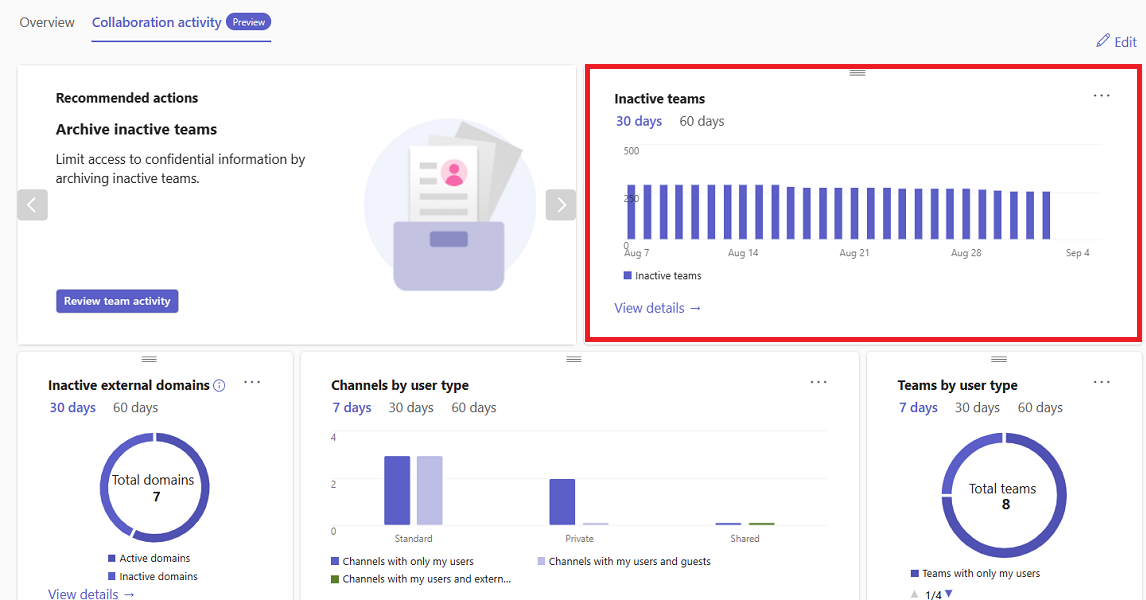 Overview Collaboration activity Preview
Edit
Recommended actions
Archive inactive teams
Limit access to confidential information by
archiving inactive teams.
Review team activity
Inactive teams
30 days 60 days
500
250
0
Aug 7 Aug 14 Aug 21 Aug 28 Sep 4
Inactive teams
View details →
Inactive external domains
30 days 60 days
Total domains
7
Active domains
Inactive domains
View details →
Channels by user type
7 days 30 days 60 days
4
2
0
Standard Private Shared
Channels with only my users Channels with my users and guests
Channels with my users and extern...
Teams by user type
7 days 30 days 60 days
Total teams
8
Teams with only my users
1/4